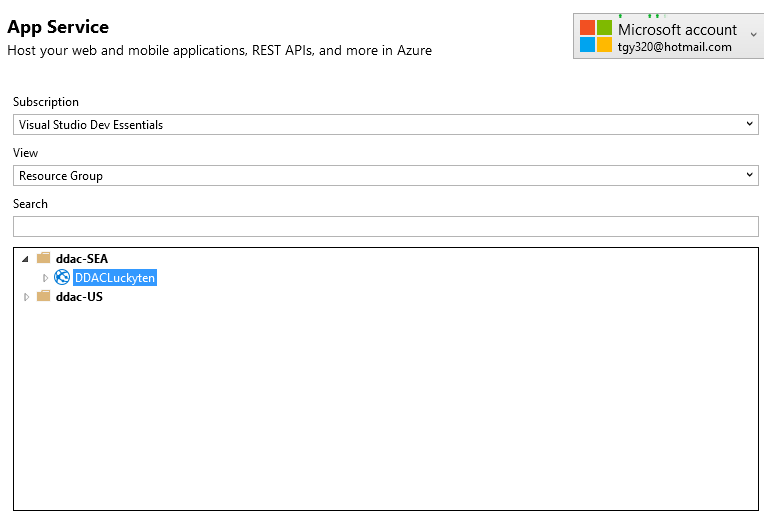 App Service
Host your web and mobile applications, REST APIs, and more in Azure
Microsoft account
tgy320@hotmail.com
Subscription
Visual Studio Dev Essentials
View
Resource Group
Search
ddac-SEA
DDACLuckyten
ddac-US